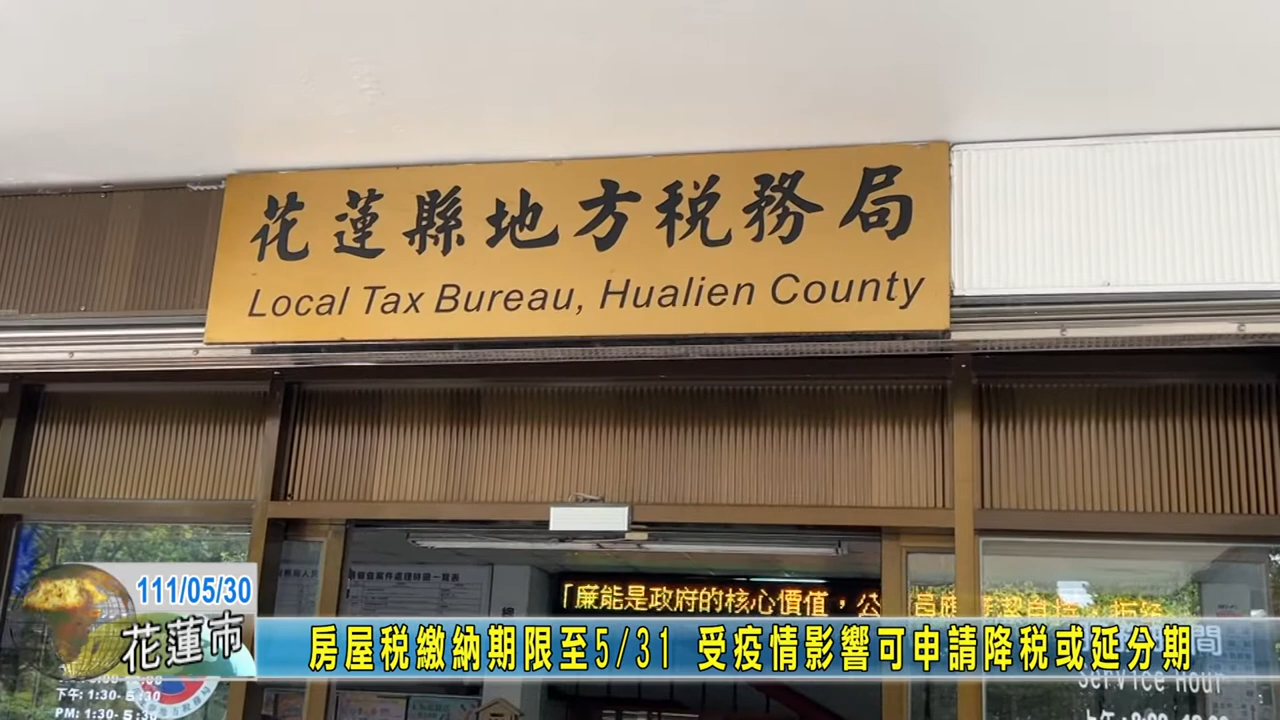 花蓮縣地方稅務局
Local Tax Bureau, Hualien County
「廉能是政府的核心價值，公
111/05/30
花蓮市
房屋稅繳納期限至5/31 受疫情影響可申請降稅或延分期
間
Service Hour
下午: 1:30- 5:30
PM: 1:30- 5:30